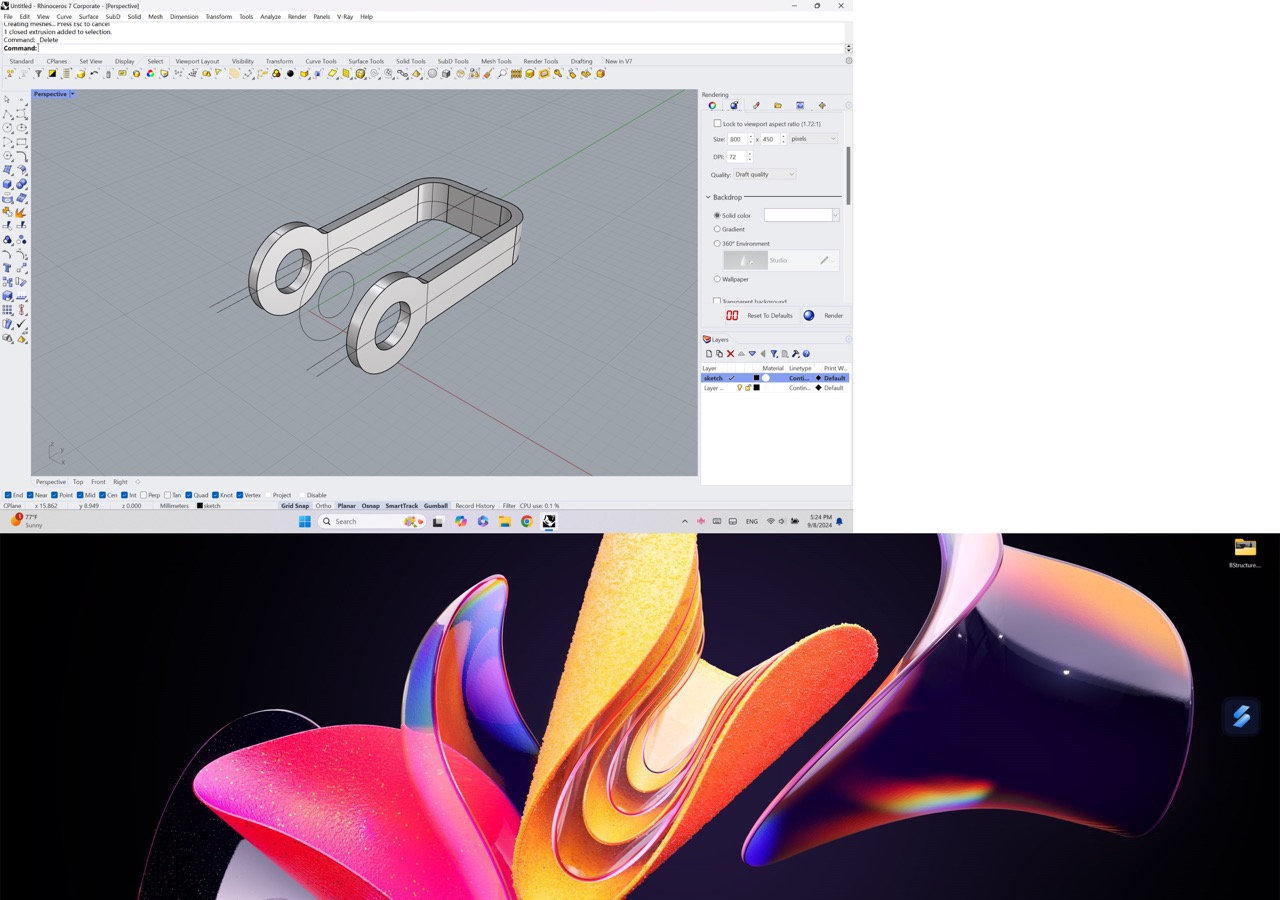 Untitled - Rhinoceros 7 Corporate - [Perspective]
File Edit View Curve Surface SubD Solid Mesh Dimension Transform Tools Analyze Render Panels V-Ray Help
Creating meshes... Press Esc to cancel
1 closed extrusion added to selection.
Command: _Delete
Command:
Standard CPlanes Set View Display Select Viewport Layout Visibility Transform Curve Tools Surface Tools Solid Tools SubD Tools Mesh Tools Render Tools Drafting New in V7
Perspective
z
y
x
Rendering
Lock to viewport aspect ratio (1.72:1)
Size: 800 x 450 pixels
DPI: 72
Quality: Draft quality
Backdrop
Solid color
Gradient
360° Environment
Studio
Wallpaper
Transparent background
Reset To Defaults Render
Layers
Layer Material Linetype Print W...
sketch Conti... Default
Layer ... Contin... Default
Perspective Top Front Right
End Near Point Mid Cen Int Perp Tan Quad Knot Vertex Project Disable
CPlane x 15.862 y 8.949 z 0.000 Millimeters sketch Grid Snap Ortho Planar Osnap SmartTrack Gumball Record History Filter CPU use: 0.1 %
1
77°F
Sunny
Search
ENG
5:24 PM
9/8/2024
BStructure...